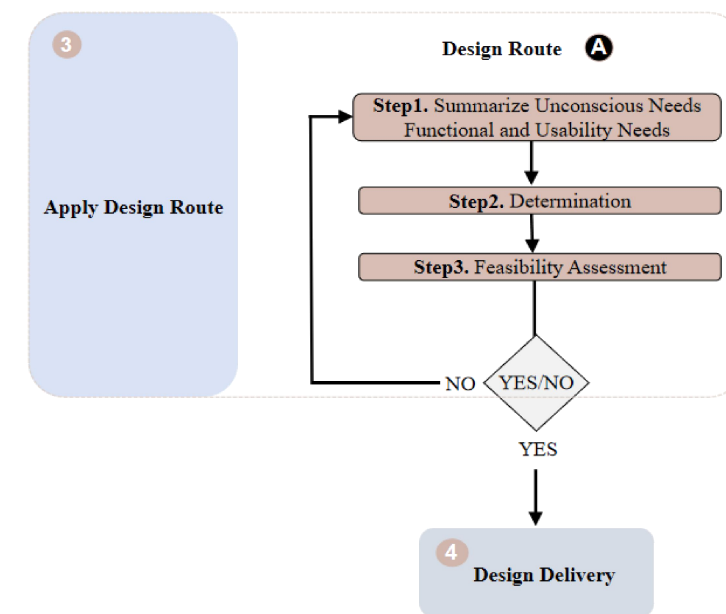 3
Design Route A
Step1. Summarize Unconscious Needs
Functional and Usability Needs
Apply Design Route
Step2. Determination
Step3. Feasibility Assessment
NO
YES/NO
YES
4
Design Delivery